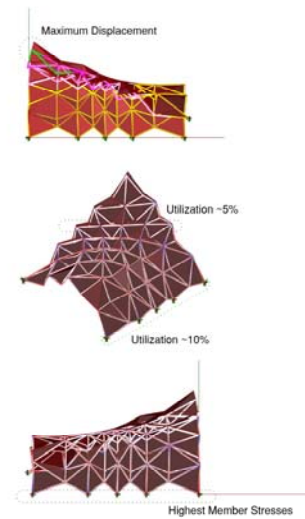 Maximum Displacement
Utilization ~5%
Utilization ~10%
Highest Member Stresses